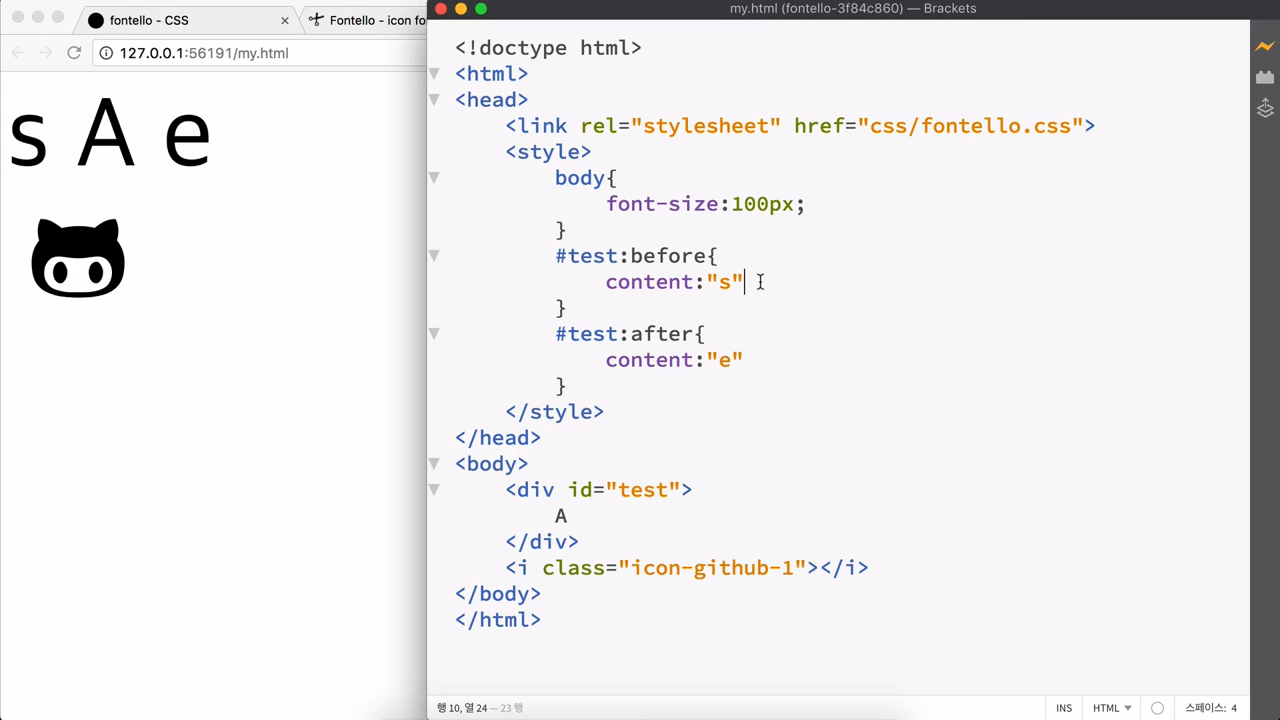 fontello - CSS
Fontello - icon fo
127.0.0.1:56191/my.html
s A e
my.html (fontello-3f84c860) — Brackets
<!doctype html>
<html>
<head>
<link rel="stylesheet" href="css/fontello.css">
<style>
body{
font-size:100px;
}
#test:before{
content:"s"
}
#test:after{
content:"e"
}
</style>
</head>
<body>
<div id="test">
A
</div>
<i class="icon-github-1"></i>
</body>
</html>
행 10, 열 24 — 23 행
INS
HTML
스페이스: 4